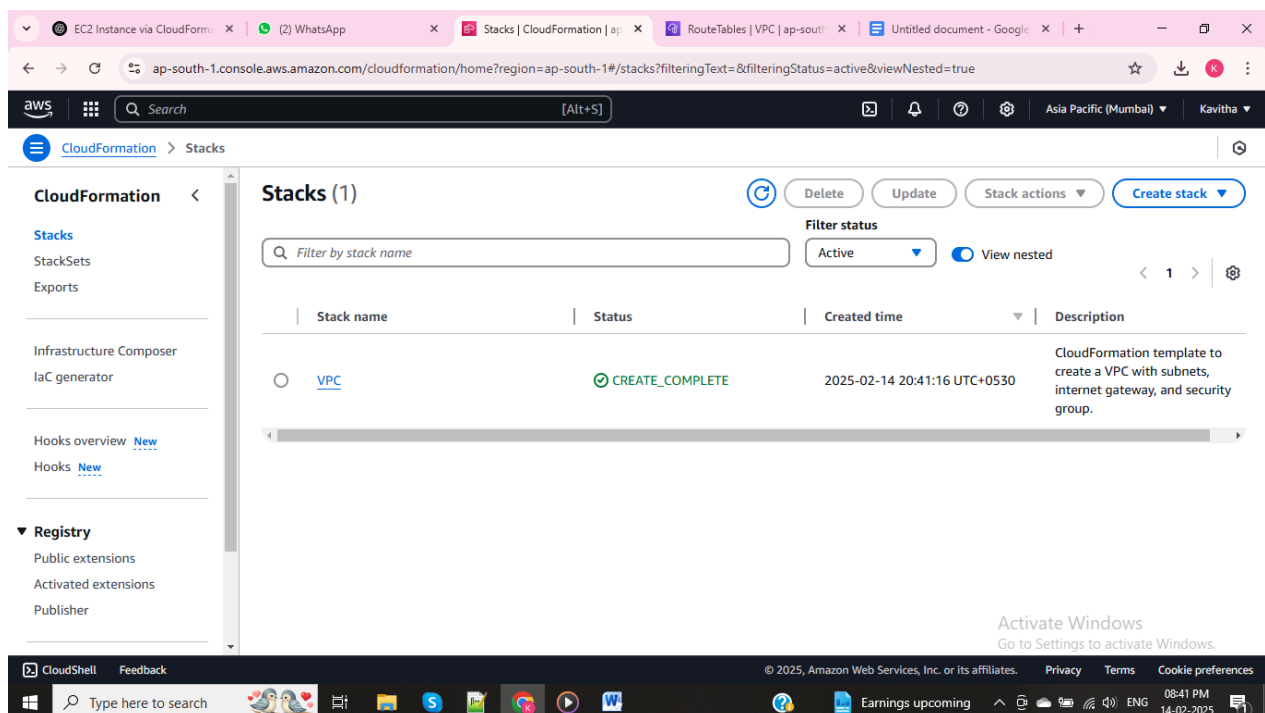 EC2 Instance via CloudForma
(2) WhatsApp
Stacks | CloudFormation | ap
RouteTables | VPC | ap-south
Untitled document - Google
ap-south-1.console.aws.amazon.com/cloudformation/home?region=ap-south-1#/stacks?filteringText=&filteringStatus=active&viewNested=true
K
aws
Search
[Alt+S]
Asia Pacific (Mumbai)
Kavitha
CloudFormation > Stacks
CloudFormation
Stacks
StackSets
Exports
Infrastructure Composer
IaC generator
Hooks overview New
Hooks New
Registry
Public extensions
Activated extensions
Publisher
Stacks (1)
Delete
Update
Stack actions
Create stack
Filter status
Filter by stack name
Active
View nested
1
Stack name
Status
Created time
Description
VPC
CREATE_COMPLETE
2025-02-14 20:41:16 UTC+0530
CloudFormation template to
create a VPC with subnets,
internet gateway, and security
group.
Activate Windows
Go to Settings to activate Windows.
CloudShell
Feedback
© 2025, Amazon Web Services, Inc. or its affiliates.
Privacy
Terms
Cookie preferences
Type here to search
Earnings upcoming
ENG
08:41 PM
14-02-2025